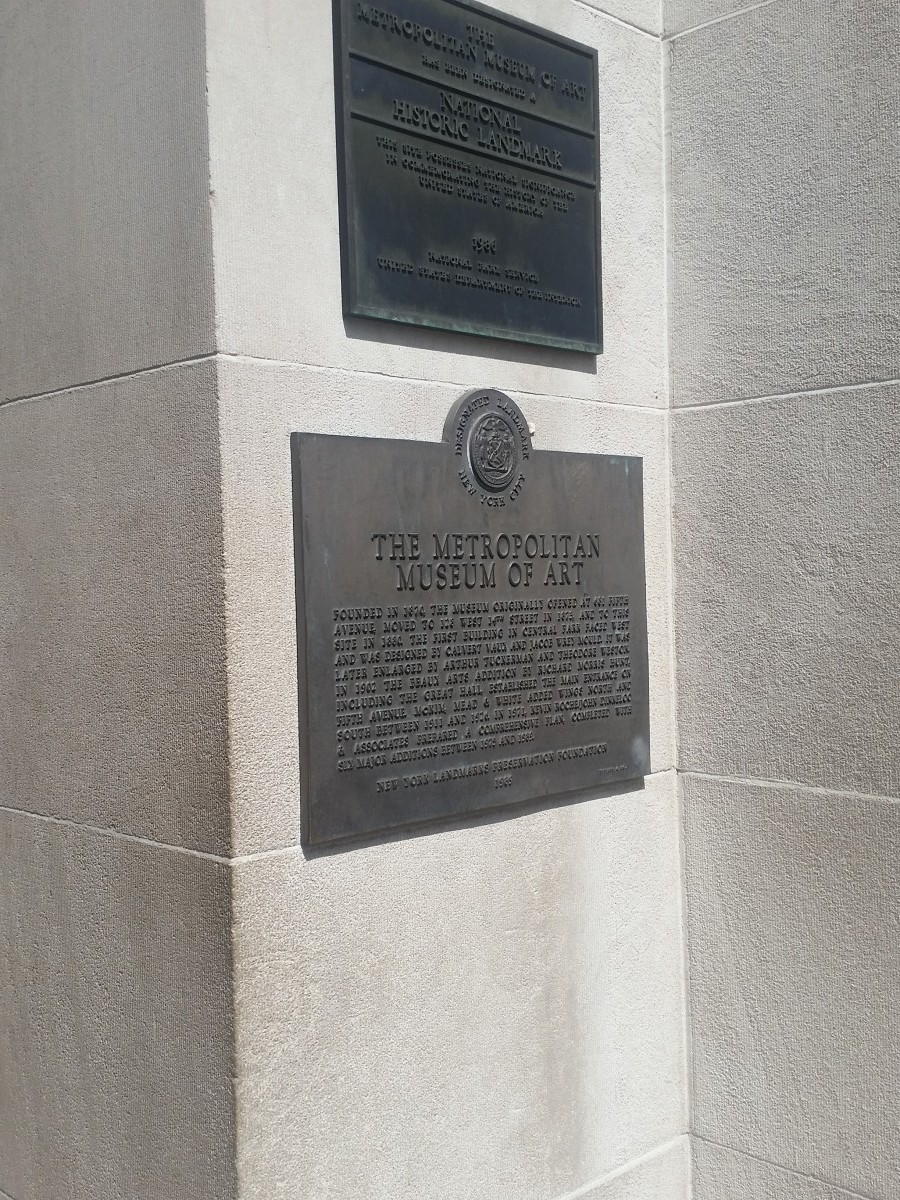 THE
METROPOLITAN MUSEUM OF ART
HAS BEEN DESIGNATED A
NATIONAL
HISTORIC LANDMARK
THIS SITE POSSESSES NATIONAL SIGNIFICANCE
IN COMMEMORATING THE HISTORY OF THE
UNITED STATES OF AMERICA
1986
NATIONAL PARK SERVICE
UNITED STATES DEPARTMENT OF THE INTERIOR
DESIGNATED LANDMARK
NEW YORK CITY
THE METROPOLITAN
MUSEUM OF ART
FOUNDED IN 1870, THE MUSEUM ORIGINALLY OPENED AT 681 FIFTH
AVENUE, MOVED TO 128 WEST 14TH STREET IN 1873, AND TO THIS
SITE IN 1880. THE FIRST BUILDING IN CENTRAL PARK FACED WEST
AND WAS DESIGNED BY CALVERT VAUX AND JACOB WREY MOULD. IT WAS
LATER ENLARGED BY ARTHUR TUCKERMAN AND THEODORE WESTON.
IN 1902 THE BEAUX ARTS ADDITION BY RICHARD MORRIS HUNT,
INCLUDING THE GREAT HALL, ESTABLISHED THE MAIN ENTRANCE ON
FIFTH AVENUE. MCKIM, MEAD & WHITE ADDED WINGS NORTH AND
SOUTH BETWEEN 1911 AND 1926. IN 1971, KEVIN ROCHE/JOHN DINKELOO
& ASSOCIATES PREPARED A COMPREHENSIVE PLAN, COMPLETED WITH
SIX MAJOR ADDITIONS BETWEEN 1975 AND 1988.
NEW YORK LANDMARKS PRESERVATION FOUNDATION
1989